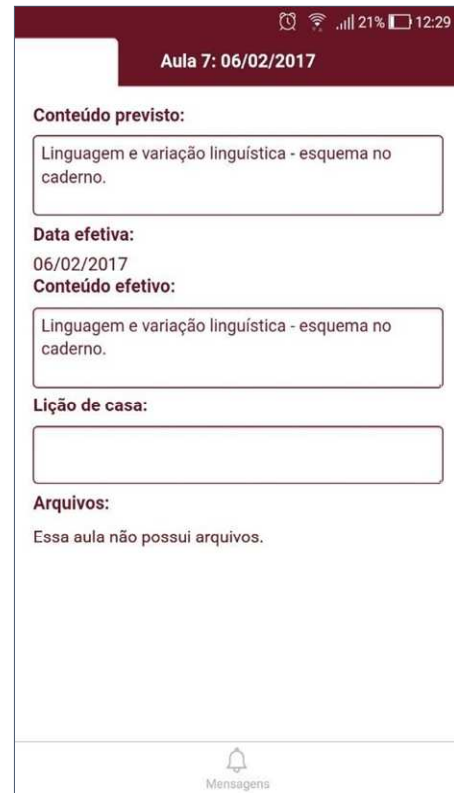 21% 12:29
Aula 7: 06/02/2017
Conteúdo previsto:
Linguagem e variação linguística - esquema no
caderno.
Data efetiva:
06/02/2017
Conteúdo efetivo:
Linguagem e variação linguística - esquema no
caderno.
Lição de casa:
Arquivos:
Essa aula não possui arquivos.
Mensagens